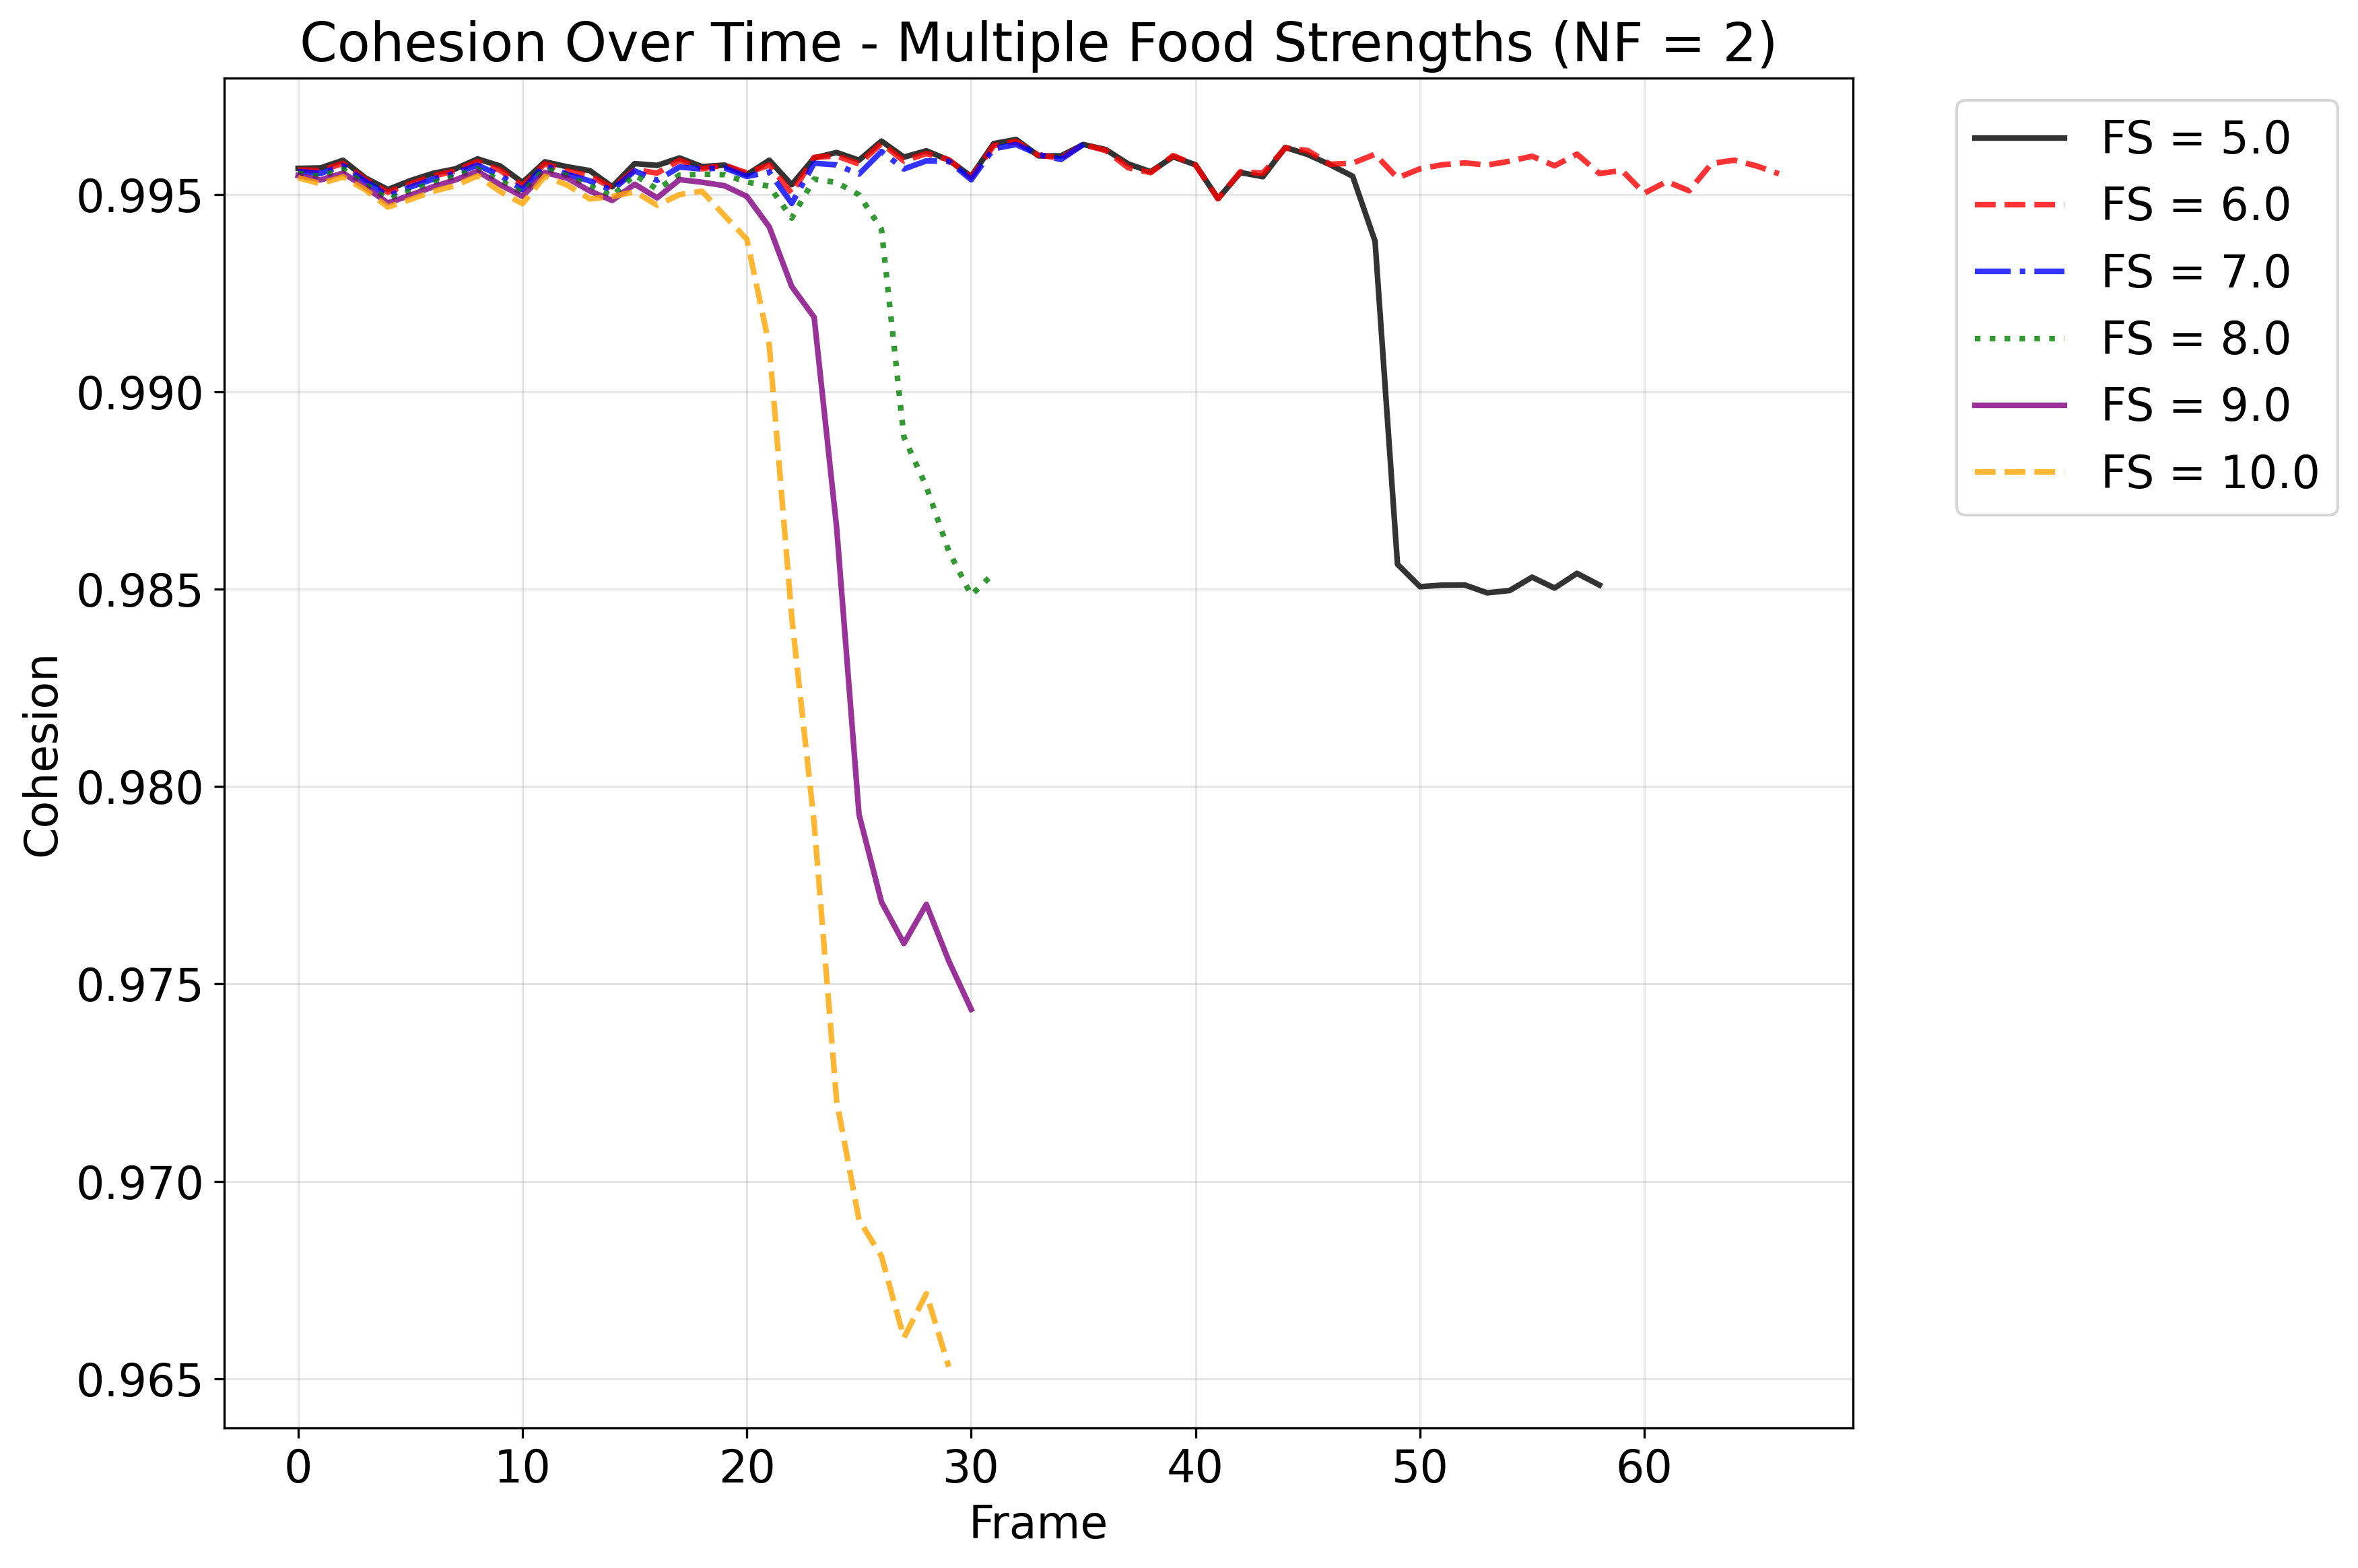 Cohesion Over Time - Multiple Food Strengths (NF = 2)
FS = 5.0
FS = 6.0
FS = 7.0
FS = 8.0
FS = 9.0
FS = 10.0
Cohesion
0.995
0.990
0.985
0.980
0.975
0.970
0.965
0 10 20 30 40 50 60
Frame